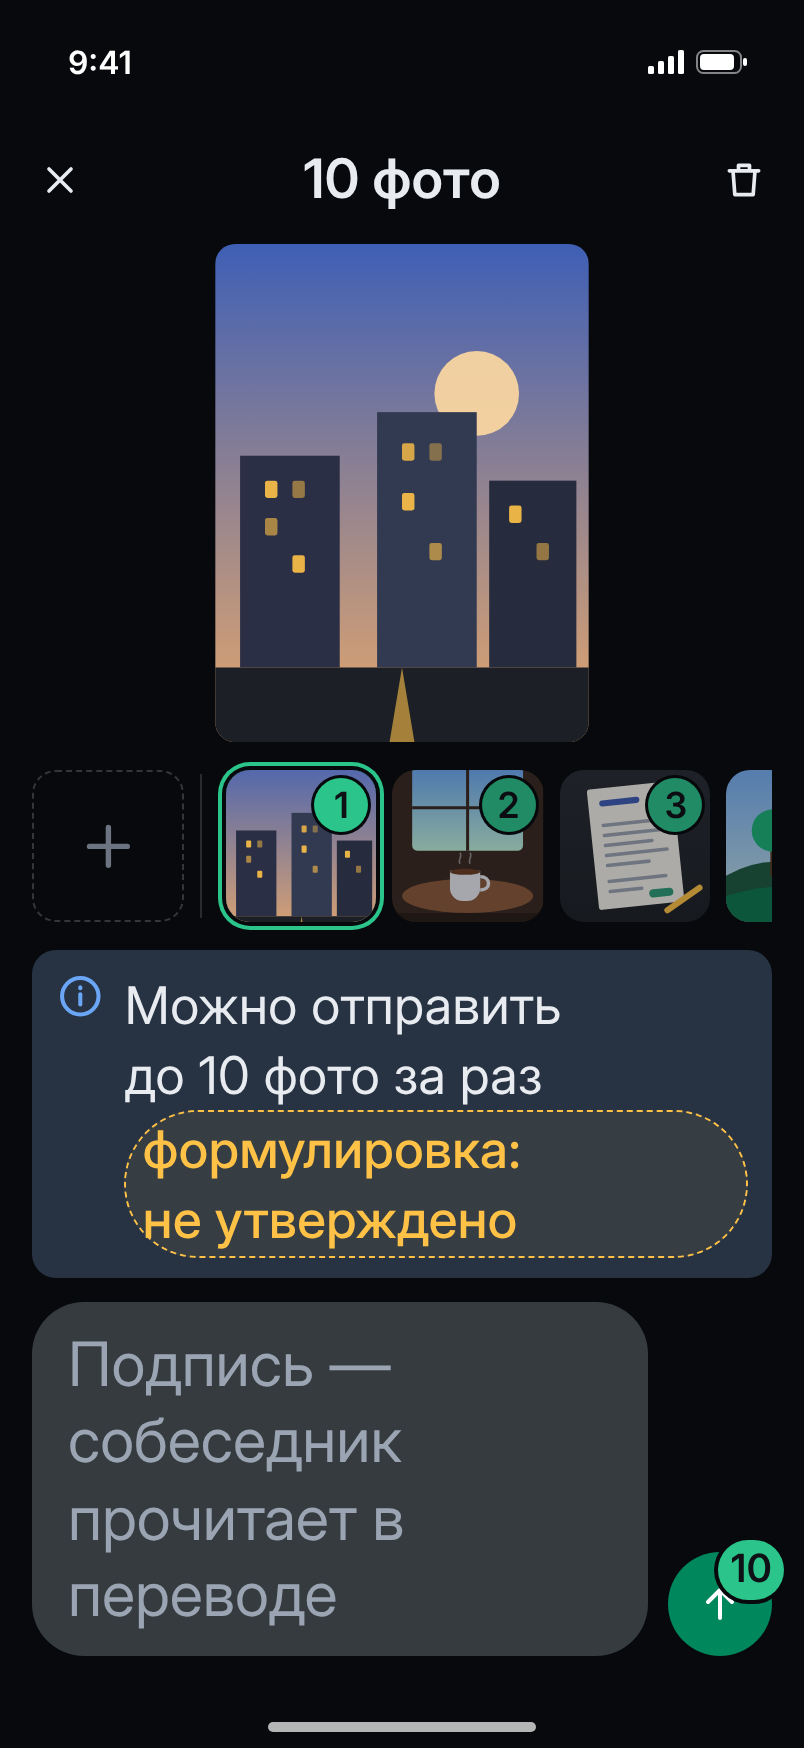 9:41
10 фото
1
2
3
Можно отправить
до 10 фото за раз
формулировка:
не утверждено
Подпись —
собеседник
прочитает в
переводе
10